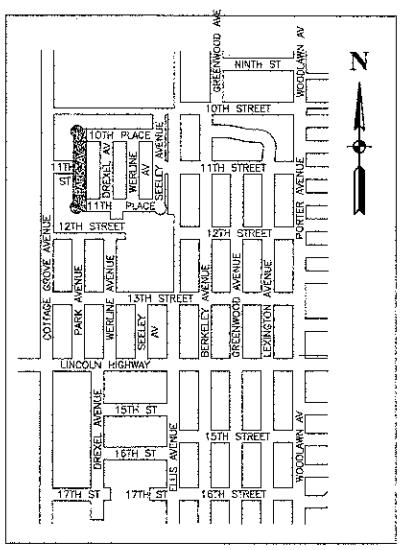 GREENWOOD AVE
WOODLAWN AV
NINTH ST
N
10TH STREET
10TH PLACE
DREXEL AV
WERLINE AV
SEELEY AVENUE
11TH ST
11TH STREET
11TH PLACE
PORTER AVENUE
12TH STREET
12TH STREET
COTTAGE GROVE AVENUE
PARK AVENUE
WERLINE AVENUE
13TH STREET
SEELEY AV
BERKELEY AVENUE
GREENWOOD AVENUE
LEXINGTON AVENUE
LINCOLN HIGHWAY
DREXEL AVENUE
15TH ST
ELLIS AVENUE
15TH STREET
WOODLAWN AV
16TH ST
17TH ST
17TH ST
16TH STREET